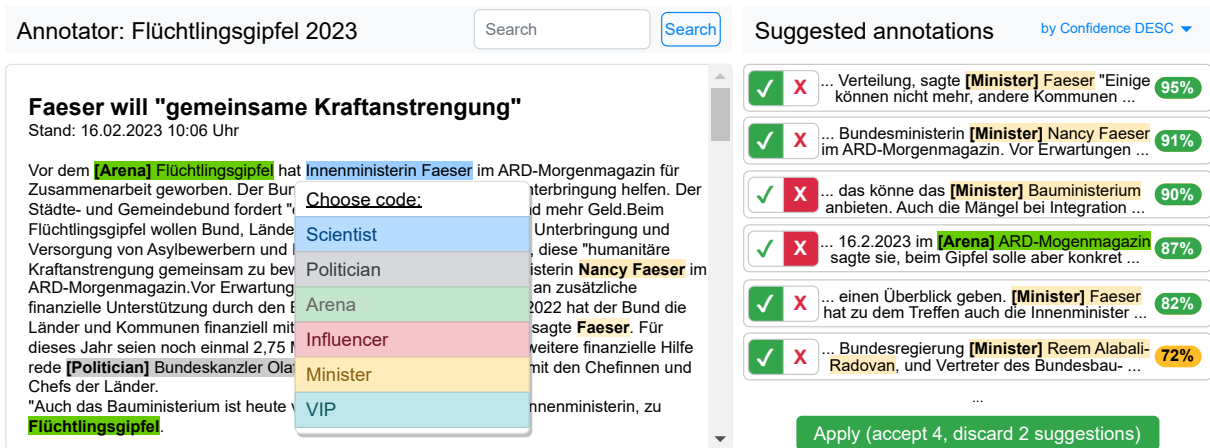 Annotator: Flüchtlingsgipfel 2023
Search
Search
Faeser will "gemeinsame Kraftanstrengung"
Stand: 16.02.2023 10:06 Uhr
Vor dem [Arena] Flüchtlingsgipfel hat Innenministerin Faeser im ARD-Morgenmagazin für
Zusammenarbeit geworben. Der Bun nterbringung helfen. Der
Städte- und Gemeindebund fordert "e d mehr Geld.Beim
Flüchtlingsgipfel wollen Bund, Lände Unterbringung und
Versorgung von Asylbewerbern und , diese "humanitäre
Kraftanstrengung gemeinsam zu bew isterin Nancy Faeser im
ARD-Morgenmagazin.Vor Erwartung an zusätzliche
finanzielle Unterstützung durch den B 2022 hat der Bund die
Länder und Kommunen finanziell mit sagte Faeser. Für
dieses Jahr seien noch einmal 2,75 M weitere finanzielle Hilfe
rede [Politician] Bundeskanzler Olaf mit den Chefinnen und
Chefs der Länder.
"Auch das Bauministerium ist heute v nnenministerin, zu
Flüchtlingsgipfel.
Choose code:
Scientist
Politician
Arena
Influencer
Minister
VIP
Suggested annotations
by Confidence DESC
✓ X ... Verteilung, sagte [Minister] Faeser "Einige
können nicht mehr, andere Kommunen ... 95%
✓ X ... Bundesministerin [Minister] Nancy Faeser
im ARD-Morgenmagazin. Vor Erwartungen ... 91%
✓ X ... das könne das [Minister] Bauministerium
anbieten. Auch die Mängel bei Integration ... 90%
✓ X ... 16.2.2023 im [Arena] ARD-Mogenmagazin
sagte sie, beim Gipfel solle aber konkret ... 87%
✓ X ... einen Überblick geben. [Minister] Faeser
hat zu dem Treffen auch die Innenminister ... 82%
✓ X ... Bundesregierung [Minister] Reem Alabali-
Radovan, und Vertreter des Bundesbau- ... 72%
...
Apply (accept 4, discard 2 suggestions)